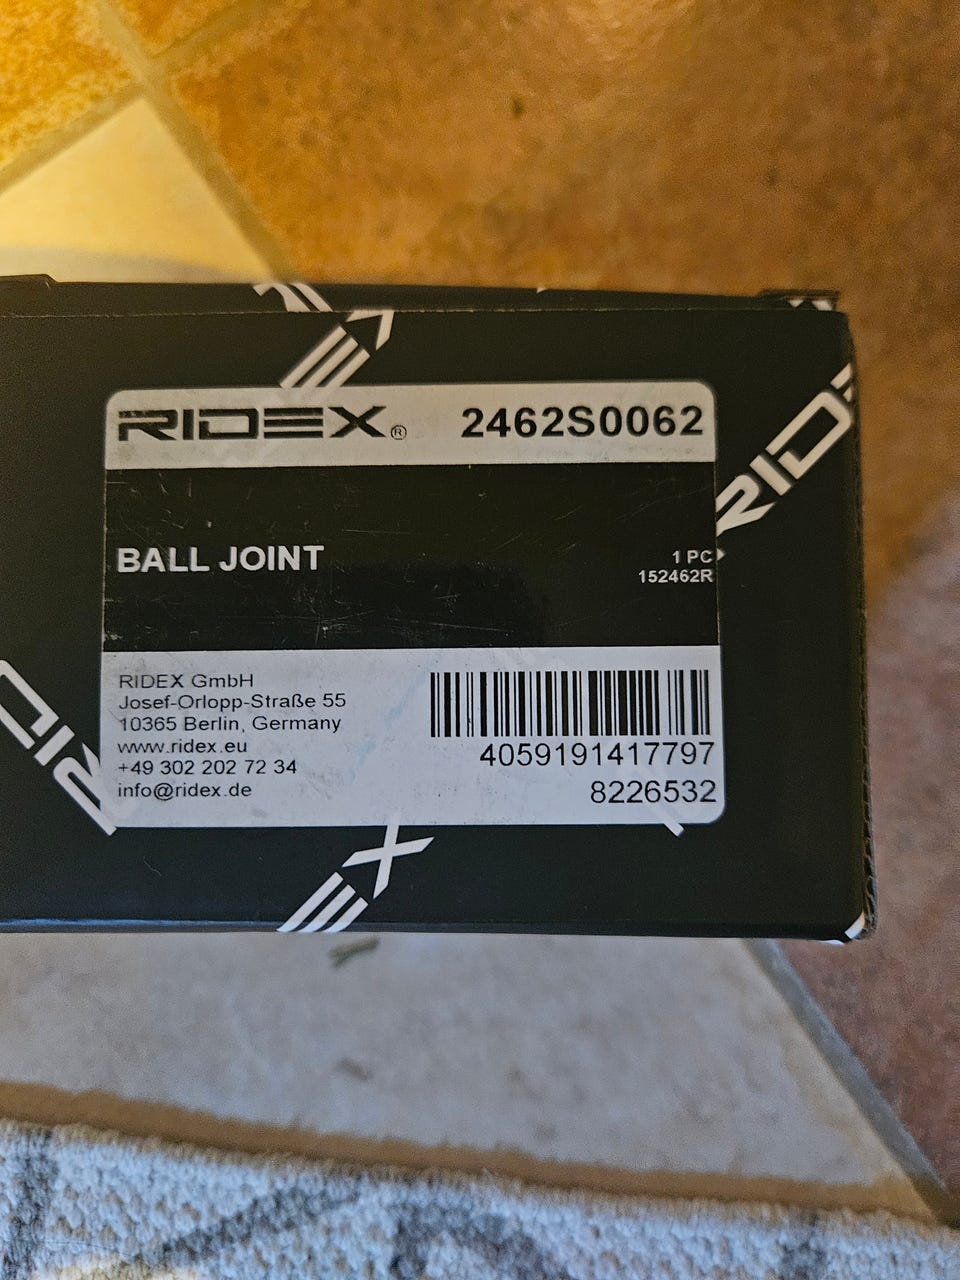 RIDEX® 2462S0062
BALL JOINT
1 PC
152462R
RIDEX GmbH
Josef-Orlopp-Straße 55
10365 Berlin, Germany
www.ridex.eu
+49 302 202 72 34
info@ridex.de
4059191417797
8226532